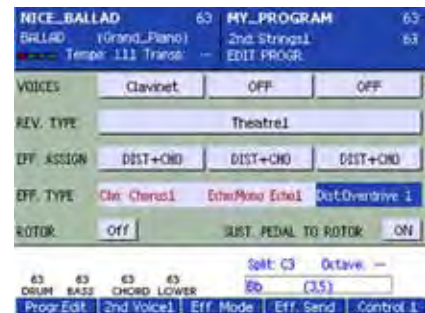 NICE_BALLAD 63 MY_PROGRAM 63
BALLAD (Grand_Piano) 2nd: Strings1 63
Tempo: 111 Transp: -- EDIT PROGR.
VOICES Clavinet OFF OFF
REV. TYPE Theatre1
EFF. ASSIGN DIST+CHO DIST+CHO DIST+CHO
EFF. TYPE Cho: Chorus1 Echo:Mono Echo1 Dist:Overdrive 1
ROTOR Off SUST. PEDAL TO ROTOR ON
Split: C3 Octave: --
63 63 63 63
Bb (3.5)
DRUM BASS CHORD LOWER
Progr.Edit 2nd Voice1 Eff. Mode Eff. Send Control 1